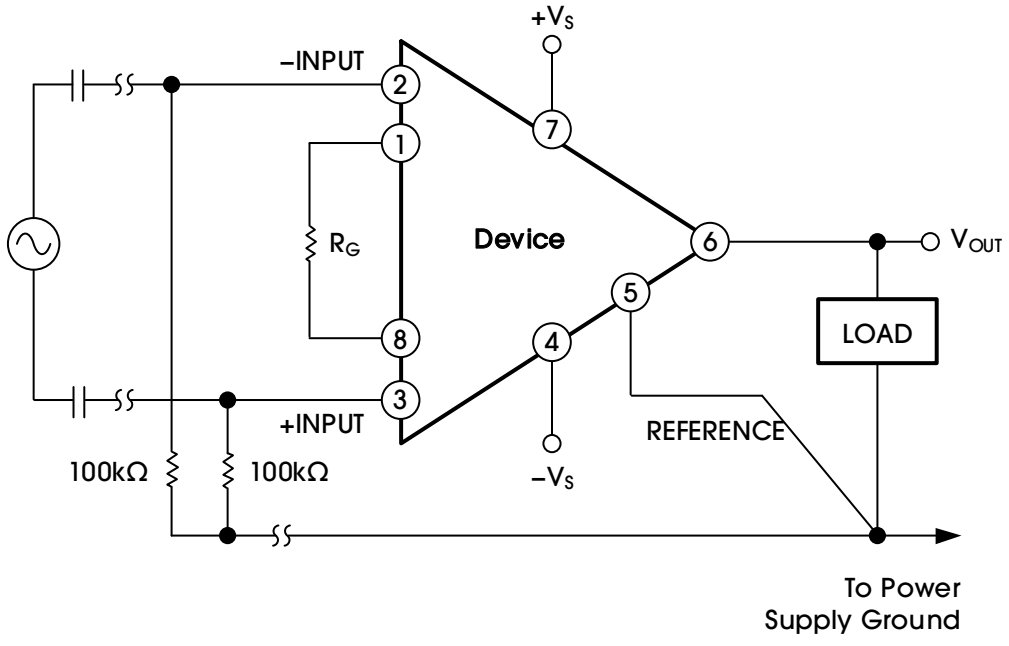 +VS
−INPUT
2
7
1
RG
Device
6
VOUT
5
8
4
LOAD
3
+INPUT
REFERENCE
100kΩ
100kΩ
−VS
To Power
Supply Ground